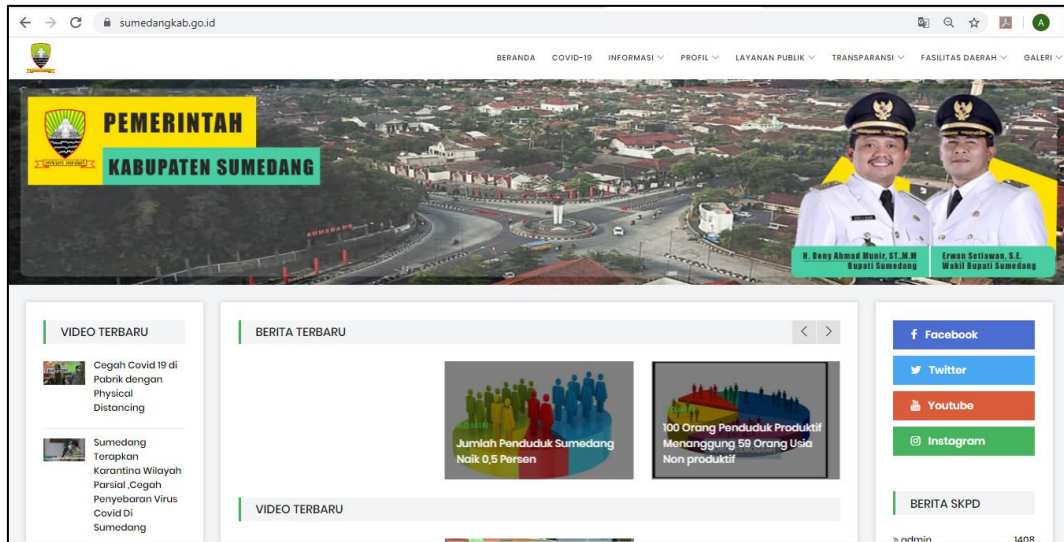 sumedangkab.go.id
A
BERANDA COVID-19 INFORMASI PROFIL LAYANAN PUBLIK TRANSPARANSI FASILITAS DAERAH GALERI
PEMERINTAH
KABUPATEN SUMEDANG
SUMEDANG
H. Dony Ahmad Munir, ST.,M.M
Bupati Sumedang
Erwan Setiawan, S.E.
Wakil Bupati Sumedang
VIDEO TERBARU
Cegah Covid 19 di
Pabrik dengan
Physical
Distancing
Sumedang
Terapkan
Karantina Wilayah
Parsial ,Cegah
Penyebaran Virus
Covid Di
Sumedang
BERITA TERBARU
ADMIN
Jumlah Penduduk Sumedang
Naik 0,5 Persen
ADMIN
100 Orang Penduduk Produktif
Menanggung 59 Orang Usia
Non produktif
VIDEO TERBARU
Facebook
Twitter
Youtube
Instagram
BERITA SKPD
» admin 1408